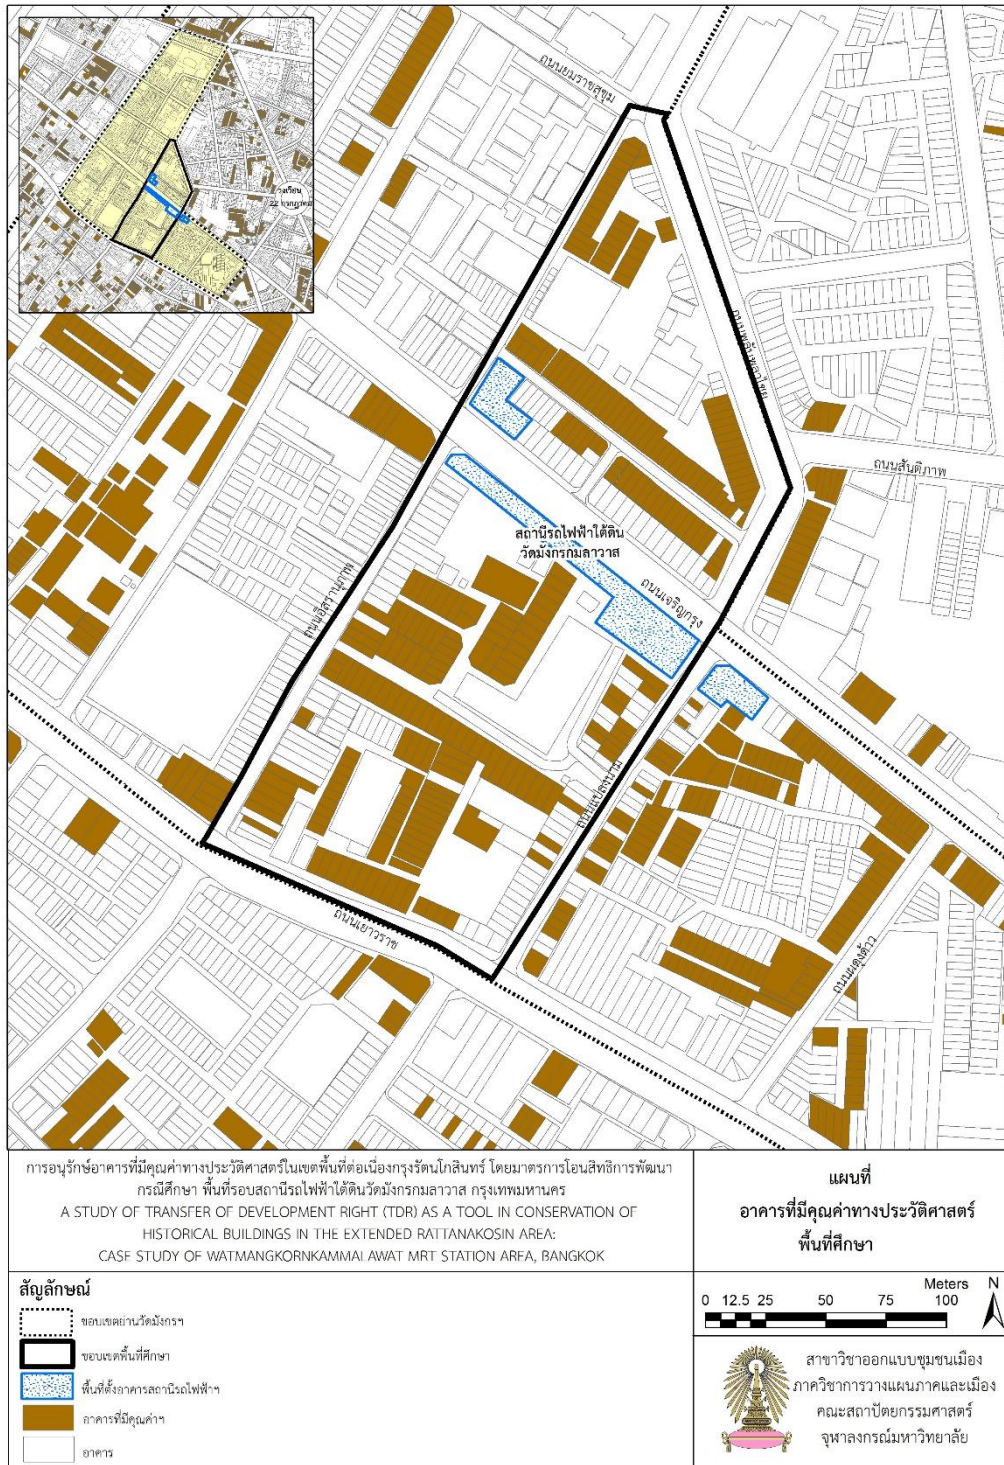 วงเวียน
22 กรกฎาคม
ถนนยมราชสุขุม
ถนนพลับพลาไชย
ถนนสันติภาพ
สถานีรถไฟฟ้าใต้ดิน
วัดมังกรกมลาวาส
ถนนเจริญกรุง
ถนนอิสรานุภาพ
ถนนแปลงนาม
ถนนเยาวราช
ถนนผดุงด้าว
การอนุรักษ์อาคารที่มีคุณค่าทางประวัติศาสตร์ในเขตพื้นที่ต่อเนื่องกรุงรัตนโกสินทร์ โดยมาตรการโอนสิทธิการพัฒนา
กรณีศึกษา พื้นที่รอบสถานีรถไฟฟ้าใต้ดินวัดมังกรกมลาวาส กรุงเทพมหานคร
A STUDY OF TRANSFER OF DEVELOPMENT RIGHT (TDR) AS A TOOL IN CONSERVATION OF
HISTORICAL BUILDINGS IN THE EXTENDED RATTANAKOSIN AREA:
CASE STUDY OF WATMANGKORNKAMMALAWAT MRT STATION AREA, BANGKOK
แผนที่
อาคารที่มีคุณค่าทางประวัติศาสตร์
พื้นที่ศึกษา
สัญลักษณ์
ขอบเขตย่านวัดมังกรฯ
ขอบเขตพื้นที่ศึกษา
พื้นที่ตั้งอาคารสถานีรถไฟฟ้าฯ
อาคารที่มีคุณค่าฯ
อาคาร
Meters N
0 12.5 25 50 75 100
สาขาวิชาออกแบบชุมชนเมือง
ภาควิชาการวางแผนภาคและเมือง
คณะสถาปัตยกรรมศาสตร์
จุฬาลงกรณ์มหาวิทยาลัย